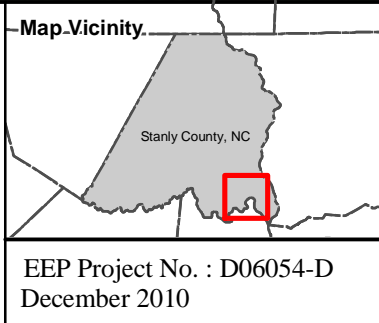 Map Vicinity
Stanly County, NC
EEP Project No. : D06054-D
December 2010